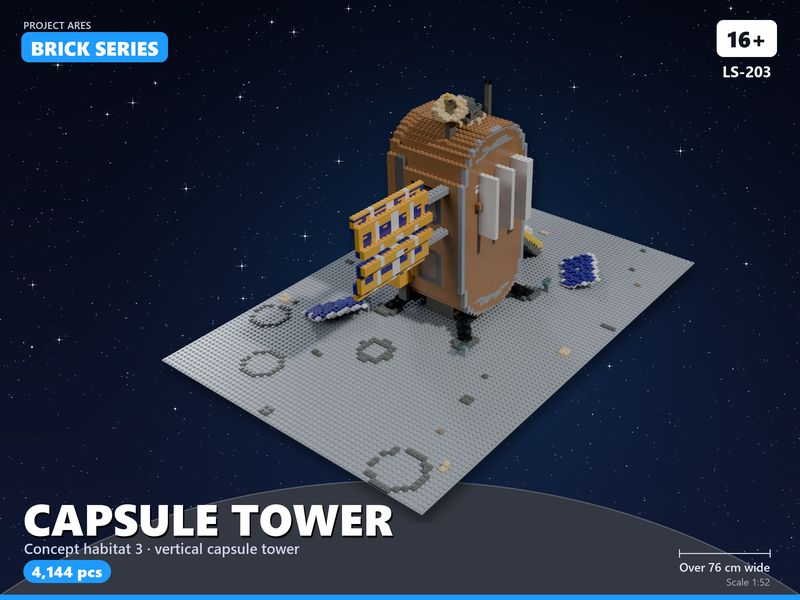 PROJECT ARES
BRICK SERIES
16+
LS-203
CAPSULE TOWER
Concept habitat 3 · vertical capsule tower
4,144 pcs
Over 76 cm wide
Scale 1:52